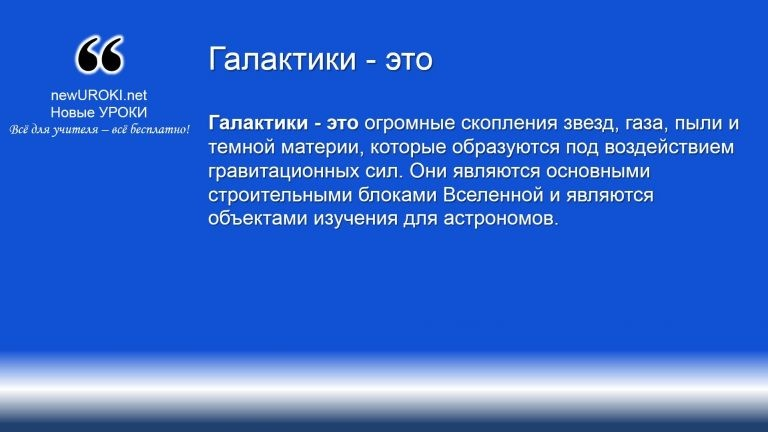 newUROKI.net
Новые УРОКИ
Всё для учителя – всё бесплатно!
Галактики - это
Галактики - это огромные скопления звезд, газа, пыли и
темной материи, которые образуются под воздействием
гравитационных сил. Они являются основными
строительными блоками Вселенной и являются
объектами изучения для астрономов.